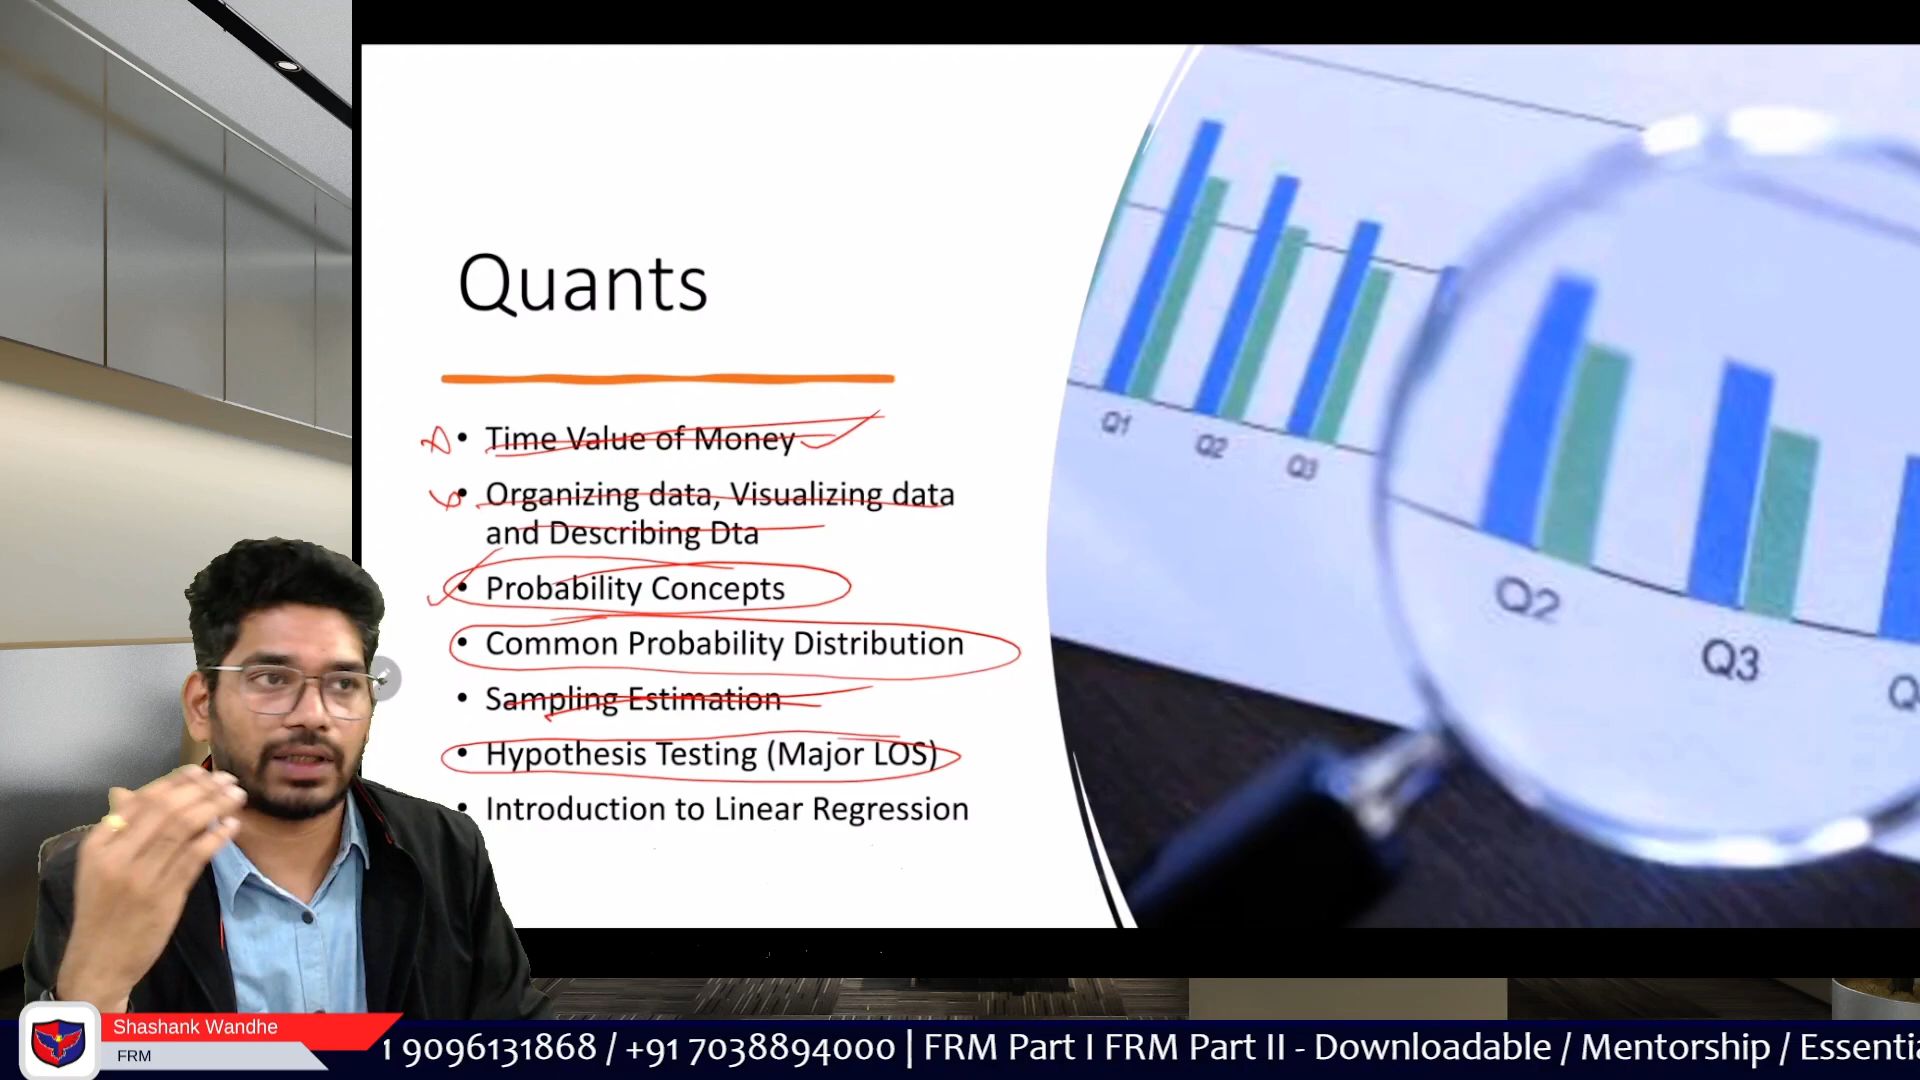 Quants
• Time Value of Money
• Organizing data, Visualizing data
and Describing Dta
• Probability Concepts
• Common Probability Distribution
• Sampling Estimation
• Hypothesis Testing (Major LOS)
• Introduction to Linear Regression
Q1
Q2
Q3
Q2
Q3
Q
Shashank Wandhe
FRM
1 9096131868 / +91 7038894000 | FRM Part I FRM Part II - Downloadable / Mentorship / Essentia